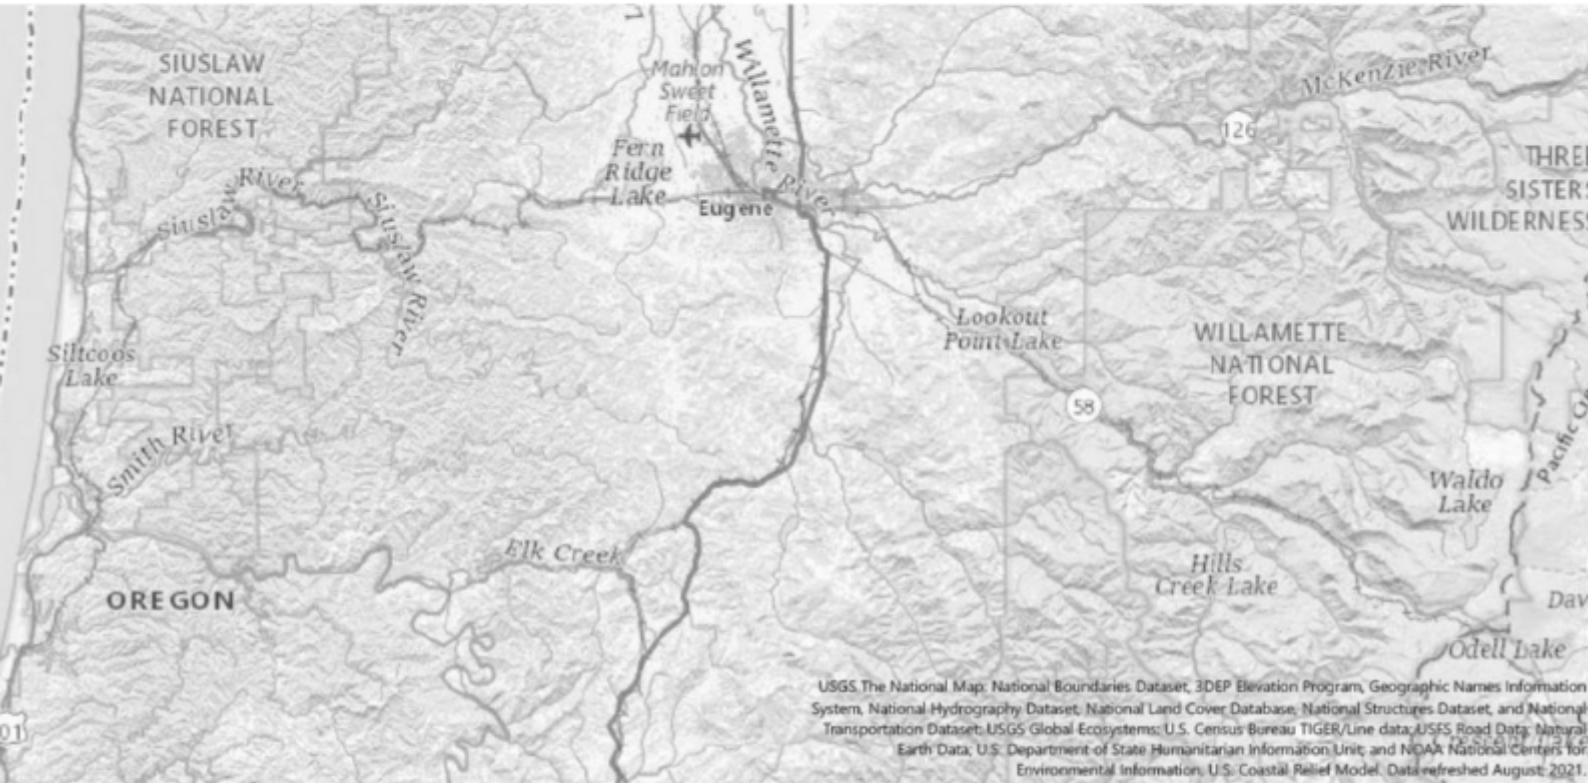 SIUSLAW
NATIONAL
FOREST
Mahlon
Sweet
Field
Willamette River
McKenzie River
126
Fern
Ridge
Lake
THREE
SISTERS
WILDERNESS
Siuslaw River
Siuslaw River
Eugene
Lookout
Point Lake
WILLAMETTE
NATIONAL
FOREST
Siltcoos
Lake
58
Smith River
Pacific
Waldo
Lake
Elk Creek
Hills
Creek Lake
OREGON
Dav
Odell Lake
01
USGS The National Map: National Boundaries Dataset, 3DEP Elevation Program, Geographic Names Information
System, National Hydrography Dataset, National Land Cover Database, National Structures Dataset, and National
Transportation Dataset; USGS Global Ecosystems; U.S. Census Bureau TIGER/Line data; USFS Road Data; Natural
Earth Data; U.S. Department of State Humanitarian Information Unit; and NOAA National Centers for
Environmental Information, U.S. Coastal Relief Model. Data refreshed August, 2021.